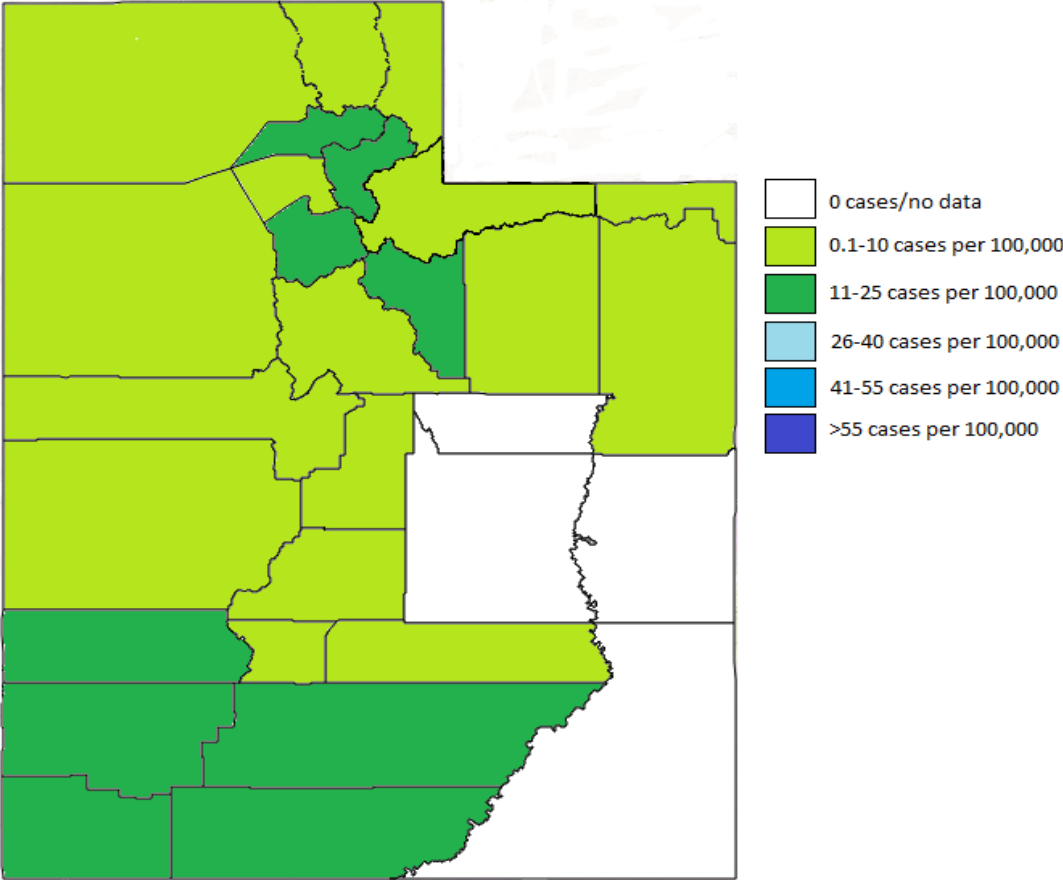 0 cases/no data
0.1-10 cases per 100,000
11-25 cases per 100,000
26-40 cases per 100,000
41-55 cases per 100,000
>55 cases per 100,000